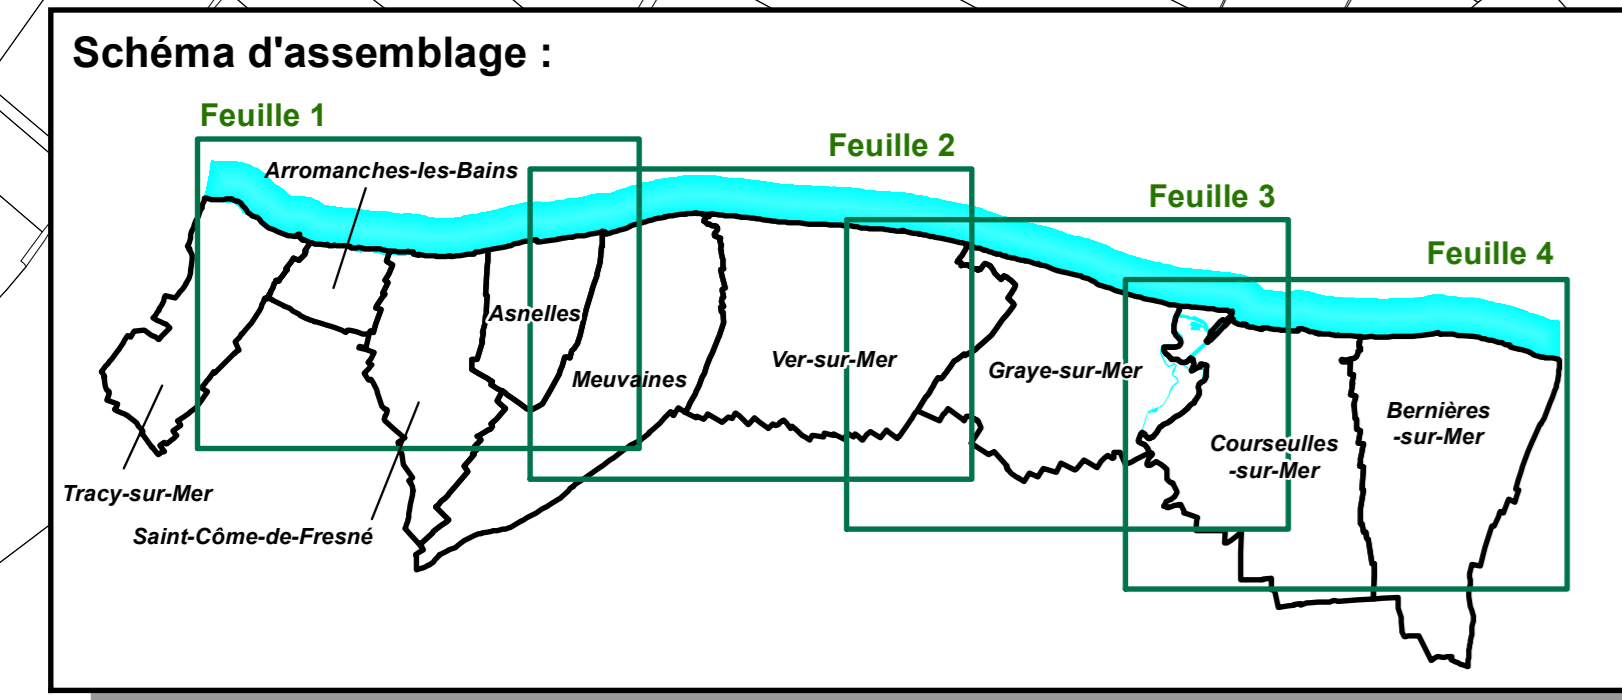 Schéma d'assemblage :
Feuille 1
Feuille 2
Arromanches-les-Bains
Feuille 3
Feuille 4
Asnelles
Meuvaines
Ver-sur-Mer
Graye-sur-Mer
Bernières
-sur-Mer
Courseulles
-sur-Mer
Tracy-sur-Mer
Saint-Côme-de-Fresné